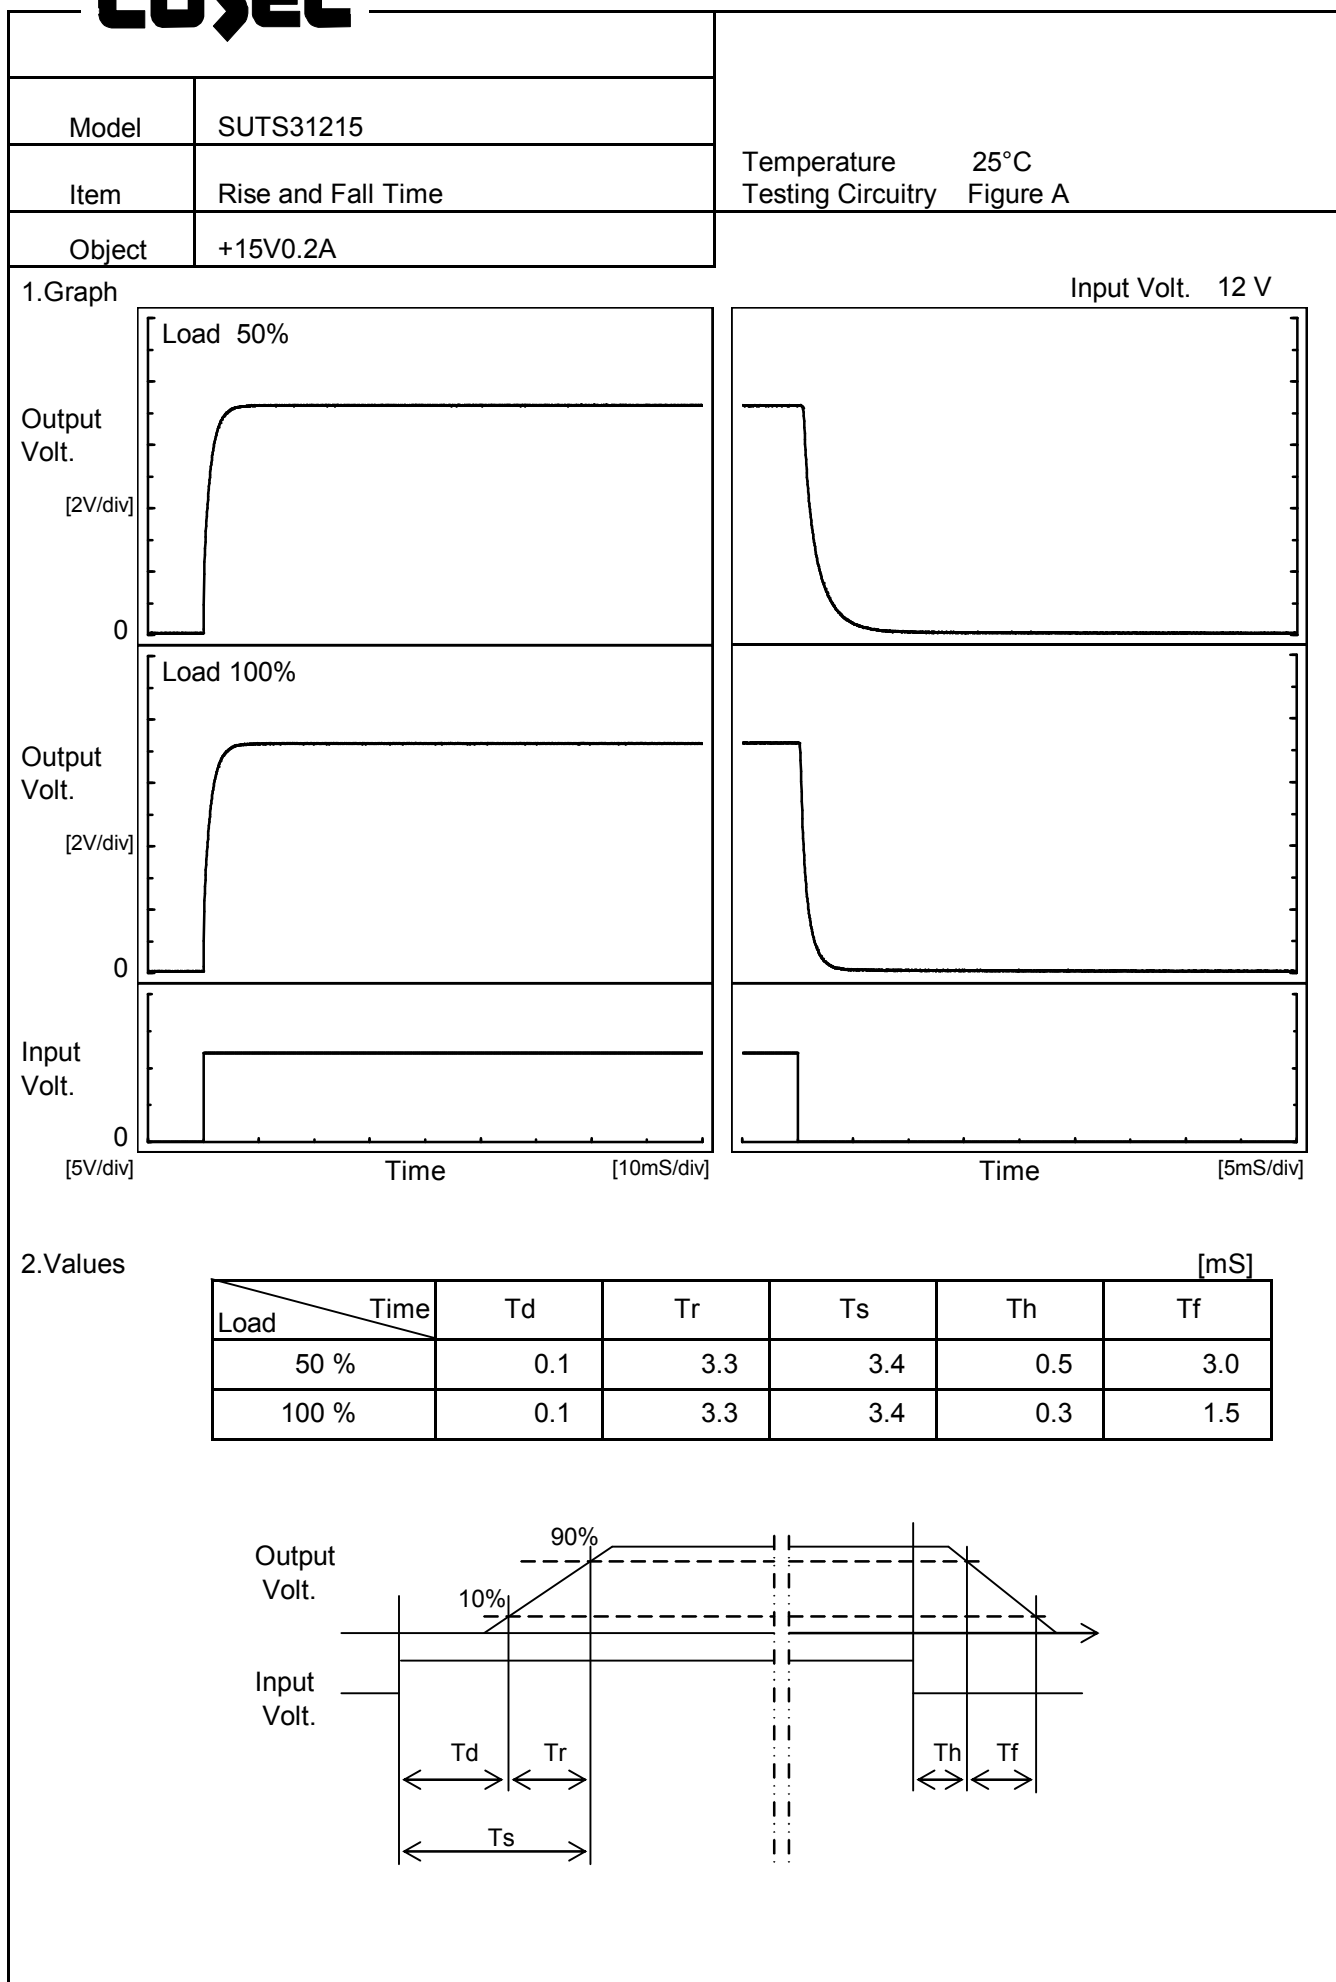 Model SUTS31215
Item Rise and Fall Time
Object +15V0.2A
Temperature 25°C
Testing Circuitry Figure A
1.Graph
Input Volt. 12 V
Load 50%
Output
Volt.
[2V/div]
0
Load 100%
Output
Volt.
[2V/div]
0
Input
Volt.
0
[5V/div] Time [10mS/div] Time [5mS/div]
2.Values [mS]
Time
Load Td Tr Ts Th Tf
50 % 0.1 3.3 3.4 0.5 3.0
100 % 0.1 3.3 3.4 0.3 1.5
90%
Output
Volt.
10%
Input
Volt.
Td Tr Th Tf
Ts